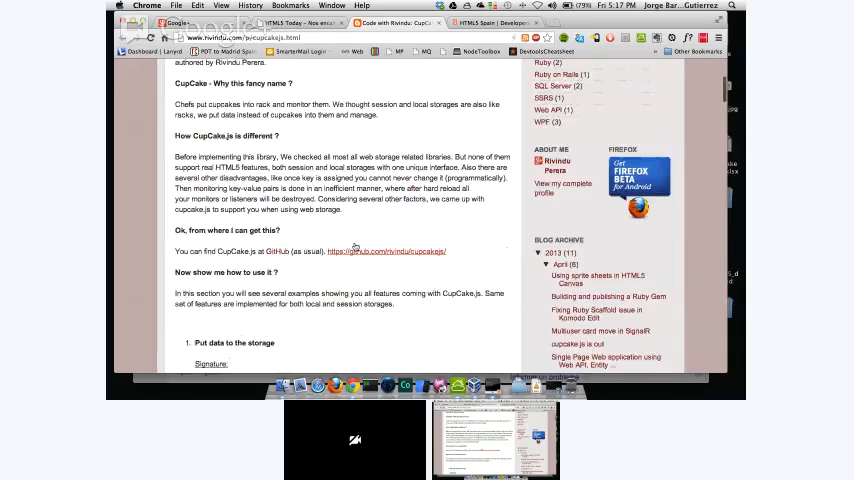 Chrome File Edit View History Bookmarks Window Help
(79%) Fri 5:17 PM Jorge Bar...Gutierrez
Google+
HTML5 Today – Nos encant
Code with Rivindu: CupCa
HTML5 Spain | Developers
www.rivindu.com/p/cupcakejs.html
Dashboard | Lanyrd
PDT to Madrid Spain
SmarterMail Login
Web
MP
MQ
NodeToolbox
DevtoolsCheatsheet
Other Bookmarks
authored by Rivindu Perera.
CupCake - Why this fancy name ?
Chefs put cupcakes into rack and monitor them. We thought session and local storages are also like
racks, we put data instead of cupcakes into them and manage.
How CupCake.js is different ?
Before implementing this library, We checked all most all web storage related libraries. But none of them
support real HTML5 features, both session and local storages with one unique interface. Also there are
several other disadvantages, like once key is assigned you cannot never change it (programmatically).
Then monitoring key-value pairs is done in an inefficient manner, where after hard reload all
your monitors or listeners will be destroyed. Considering several other factors, we came up with
cupcake.js to support you when using web storage.
Ok, from where I can get this?
You can find CupCake.js at GitHub (as usual). https://github.com/rivindu/cupcakejs/
Now show me how to use it ?
In this section you will see several examples showing you all features coming with CupCake.js. Same
set of features are implemented for both local and session storages.
1. Put data to the storage
Signature:
Ruby (2)
Ruby on Rails (1)
SQL Server (2)
SSRS (1)
Web API (1)
WPF (3)
ABOUT ME
Rivindu
Perera
View my complete
profile
FIREFOX
Get
FIREFOX
BETA
for Android
BLOG ARCHIVE
▼ 2013 (11)
▼ April (6)
Using sprite sheets in HTML5
Canvas
Building and publishing a Ruby Gem
Fixing Ruby Scaffold issue in
Komodo Edit
Multiuser card move in SignalR
cupcake.js is out
Single Page Web application using
Web API, Entity ...